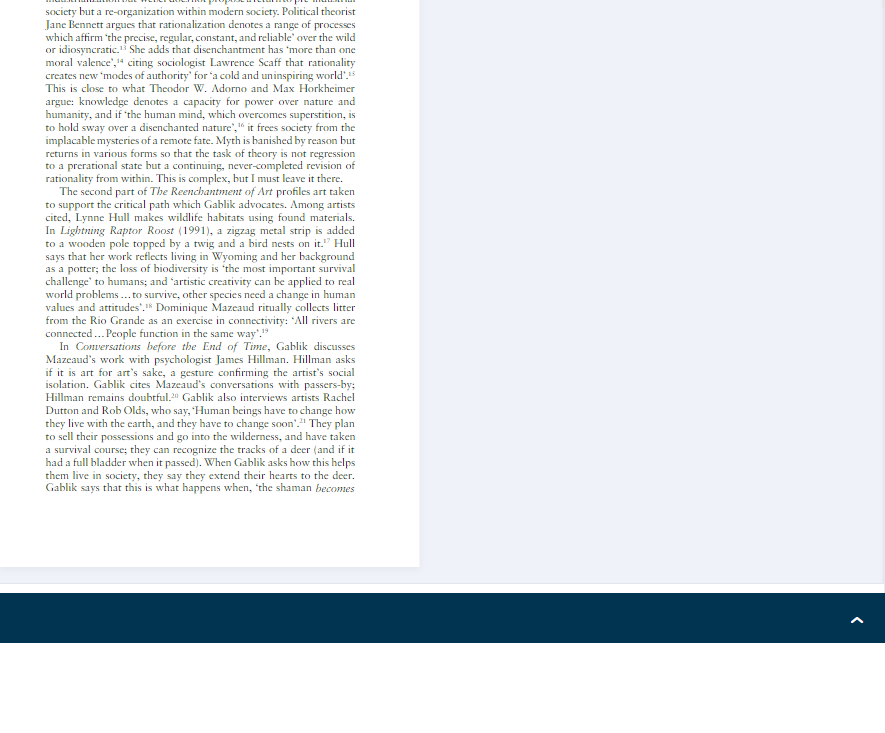 industrialization but Weber does not propose a return to pre-industrial
society but a re-organization within modern society. Political theorist
Jane Bennett argues that rationalization denotes a range of processes
which affirm ‘the precise, regular, constant, and reliable’ over the wild
or idiosyncratic.¹³ She adds that disenchantment has ‘more than one
moral valence’,¹⁴ citing sociologist Lawrence Scaff that rationality
creates new ‘modes of authority’ for ‘a cold and uninspiring world’.¹⁵
This is close to what Theodor W. Adorno and Max Horkheimer
argue: knowledge denotes a capacity for power over nature and
humanity, and if ‘the human mind, which overcomes superstition, is
to hold sway over a disenchanted nature’,¹⁶ it frees society from the
implacable mysteries of a remote fate. Myth is banished by reason but
returns in various forms so that the task of theory is not regression
to a prerational state but a continuing, never-completed revision of
rationality from within. This is complex, but I must leave it there.
The second part of The Reenchantment of Art profiles art taken
to support the critical path which Gablik advocates. Among artists
cited, Lynne Hull makes wildlife habitats using found materials.
In Lightning Raptor Roost (1991), a zigzag metal strip is added
to a wooden pole topped by a twig and a bird nests on it.¹⁷ Hull
says that her work reflects living in Wyoming and her background
as a potter; the loss of biodiversity is ‘the most important survival
challenge’ to humans; and ‘artistic creativity can be applied to real
world problems ... to survive, other species need a change in human
values and attitudes’.¹⁸ Dominique Mazeaud ritually collects litter
from the Rio Grande as an exercise in connectivity: ‘All rivers are
connected ... People function in the same way’.¹⁹
In Conversations before the End of Time, Gablik discusses
Mazeaud’s work with psychologist James Hillman. Hillman asks
if it is art for art’s sake, a gesture confirming the artist’s social
isolation. Gablik cites Mazeaud’s conversations with passers-by;
Hillman remains doubtful.²⁰ Gablik also interviews artists Rachel
Dutton and Rob Olds, who say, ‘Human beings have to change how
they live with the earth, and they have to change soon’.²¹ They plan
to sell their possessions and go into the wilderness, and have taken
a survival course; they can recognize the tracks of a deer (and if it
had a full bladder when it passed). When Gablik asks how this helps
them live in society, they say they extend their hearts to the deer.
Gablik says that this is what happens when, ‘the shaman becomes